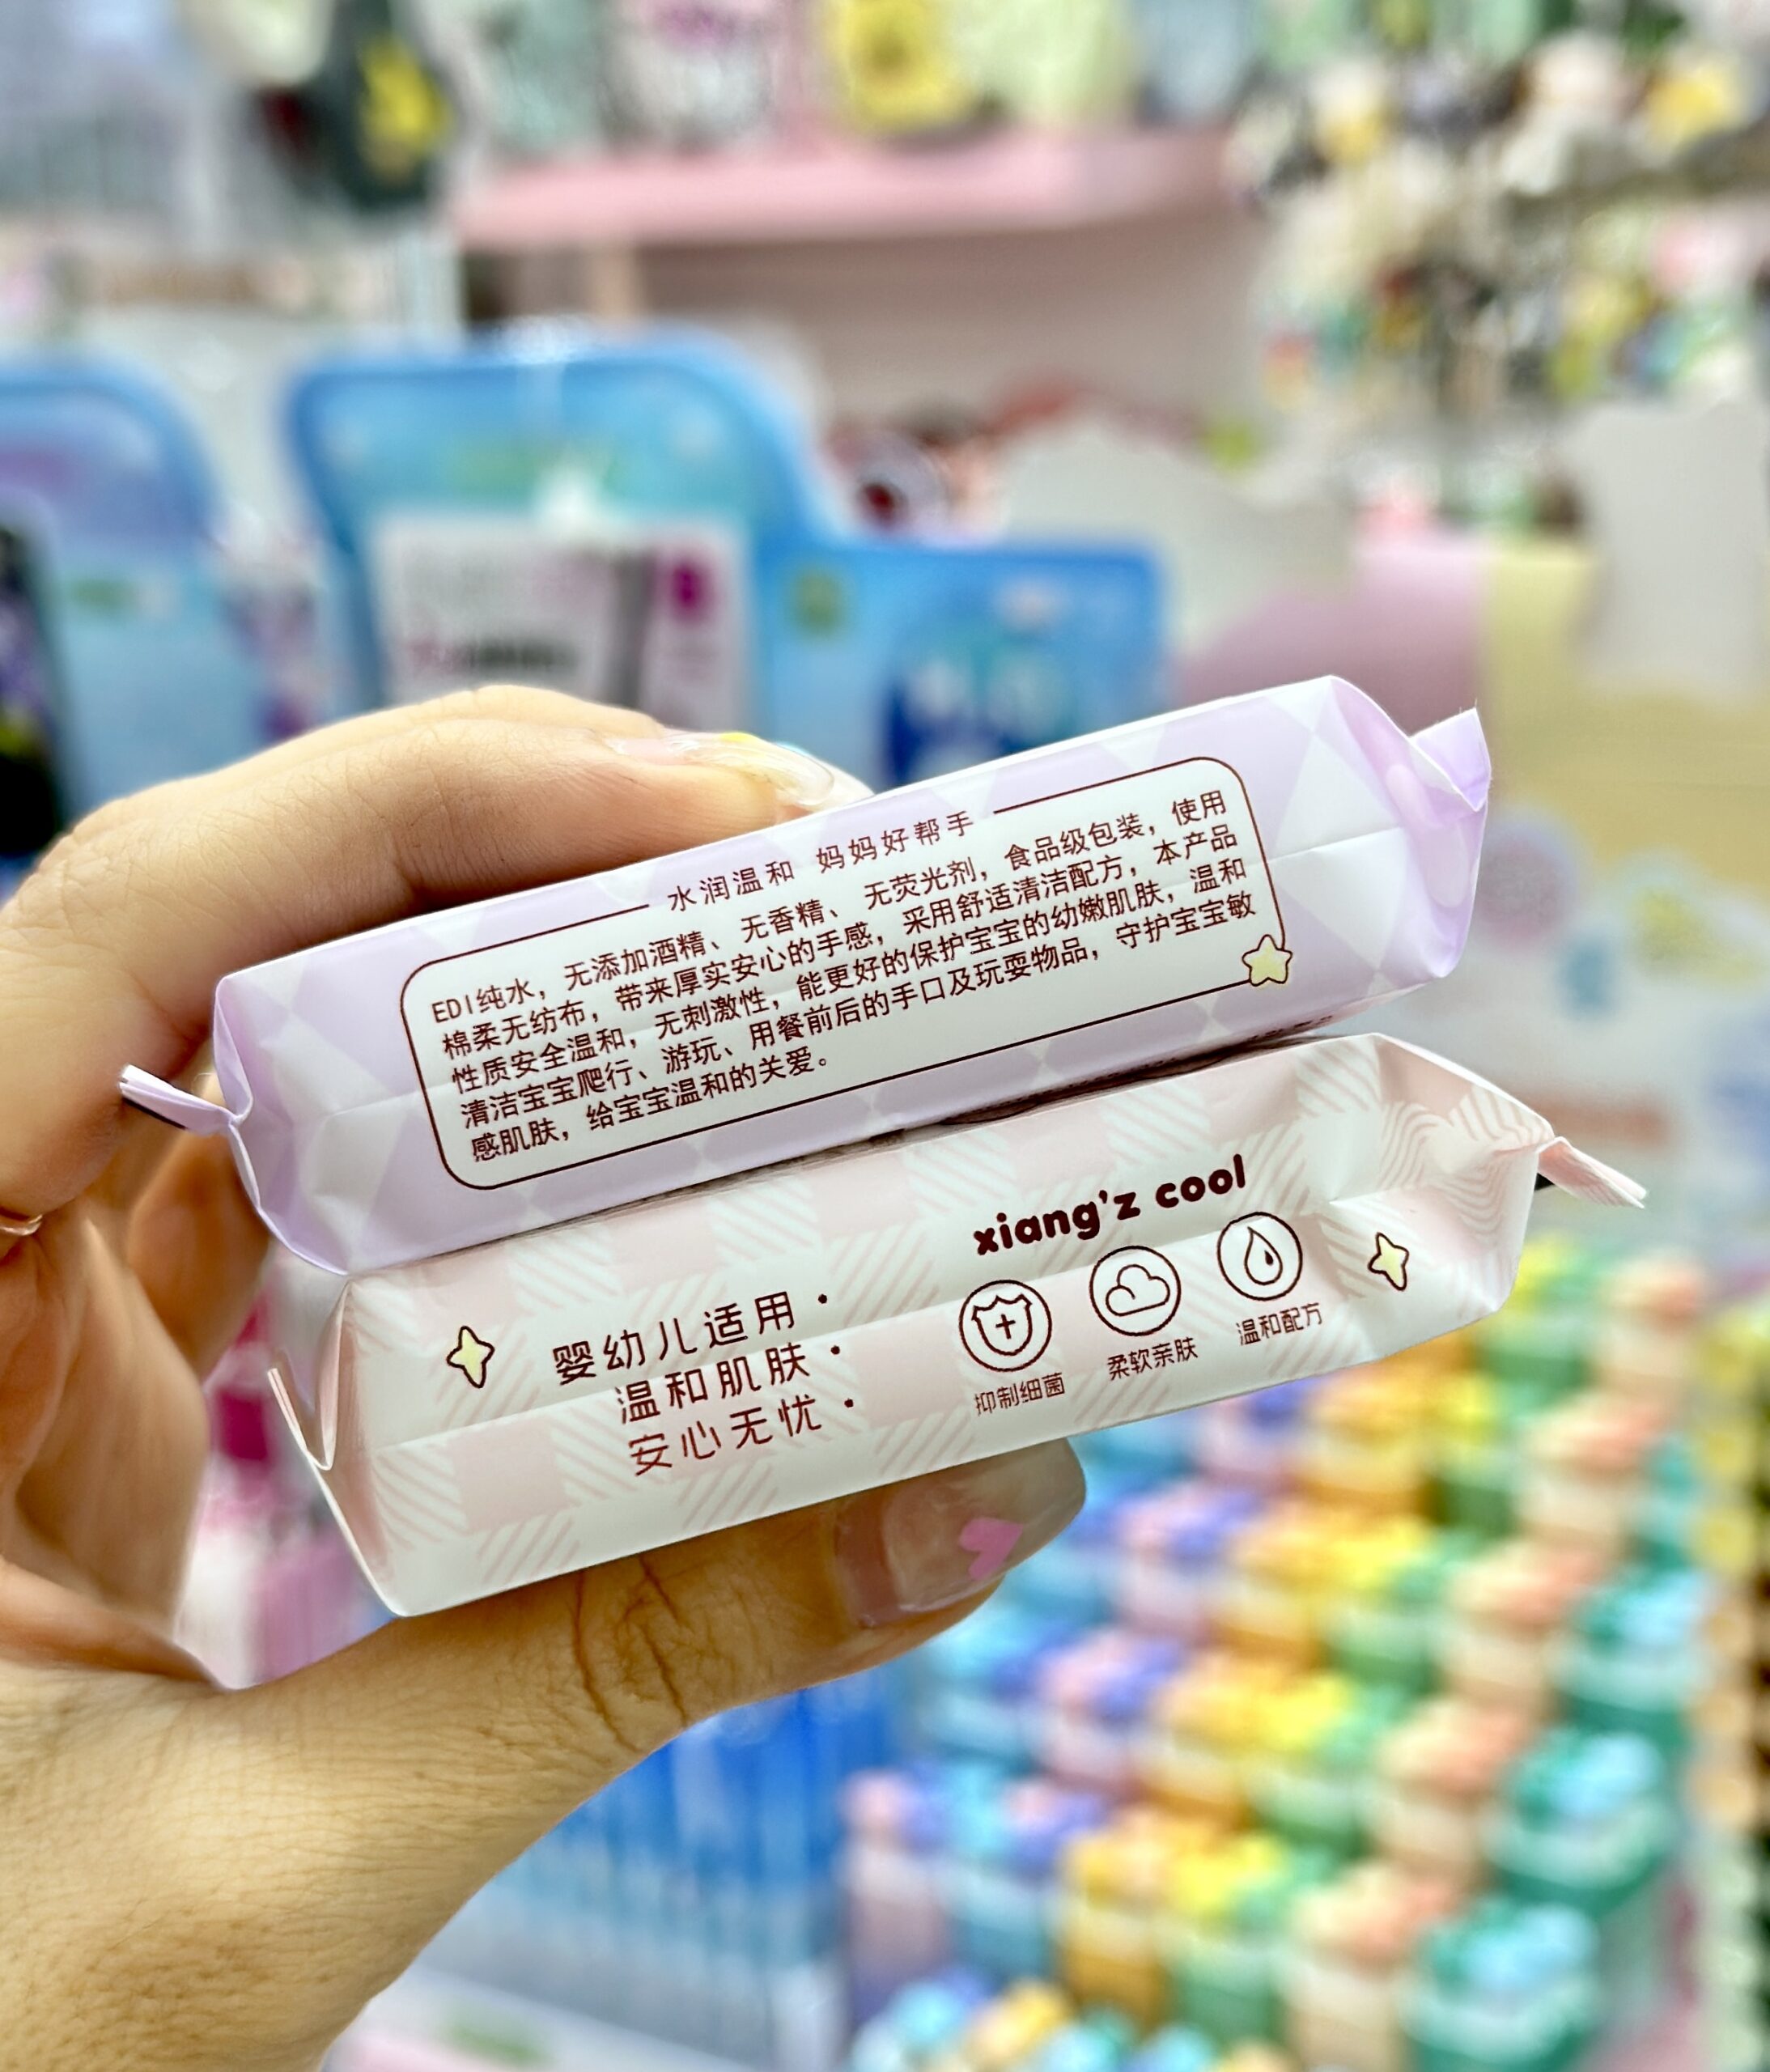 水润温和 妈妈好帮手
EDI纯水，无添加酒精、无香精、无荧光剂，食品级包装，使用
棉柔无纺布，带来厚实安心的手感，采用舒适清洁配方，本产品
性质安全温和，无刺激性，能更好的保护宝宝的幼嫩肌肤，温和
清洁宝宝爬行、游玩、用餐前后的手口及玩耍物品，守护宝宝敏
感肌肤，给宝宝温和的关爱。
xiang'z cool
婴幼儿适用·
温和肌肤·
安心无忧·
抑制细菌
柔软亲肤
温和配方